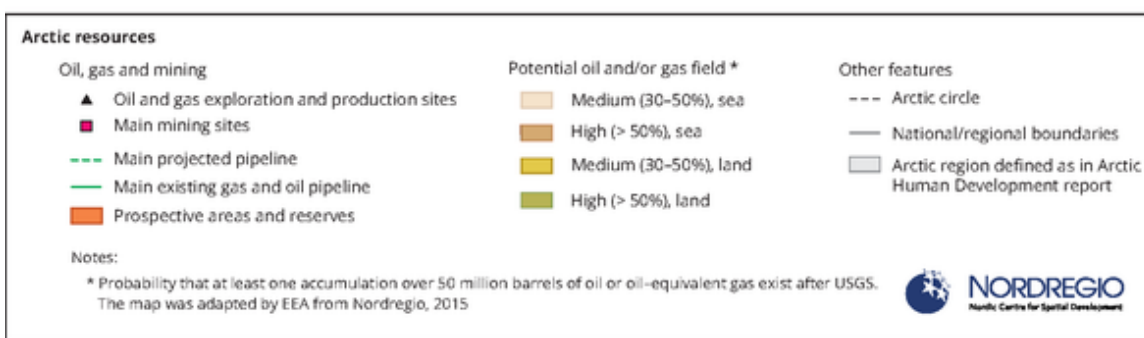 Arctic resources
Oil, gas and mining
Oil and gas exploration and production sites
Main mining sites
Main projected pipeline
Main existing gas and oil pipeline
Prospective areas and reserves
Potential oil and/or gas field *
Medium (30–50%), sea
High (> 50%), sea
Medium (30–50%), land
High (> 50%), land
Other features
Arctic circle
National/regional boundaries
Arctic region defined as in Arctic
Human Development report
Notes:
* Probability that at least one accumulation over 50 million barrels of oil or oil–equivalent gas exist after USGS.
The map was adapted by EEA from Nordregio, 2015
NORDREGIO
Nordic Centre for Spatial Development